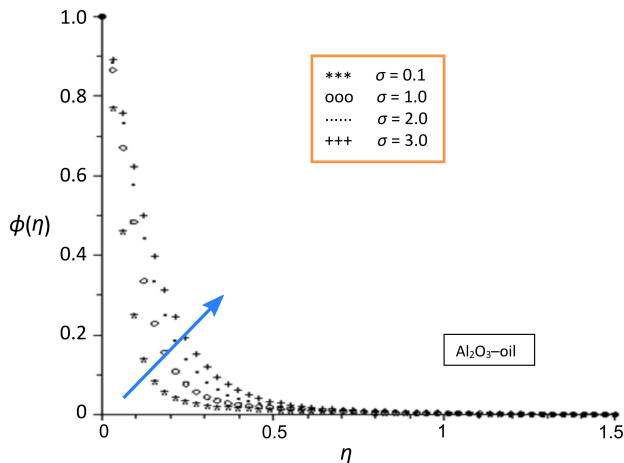 1.0
*** σ = 0.1
ooo σ = 1.0
...... σ = 2.0
+++ σ = 3.0
0.8
0.6
ϕ(η)
0.4
0.2
Al₂O₃–oil
0
0 0.5 1 1.5
η